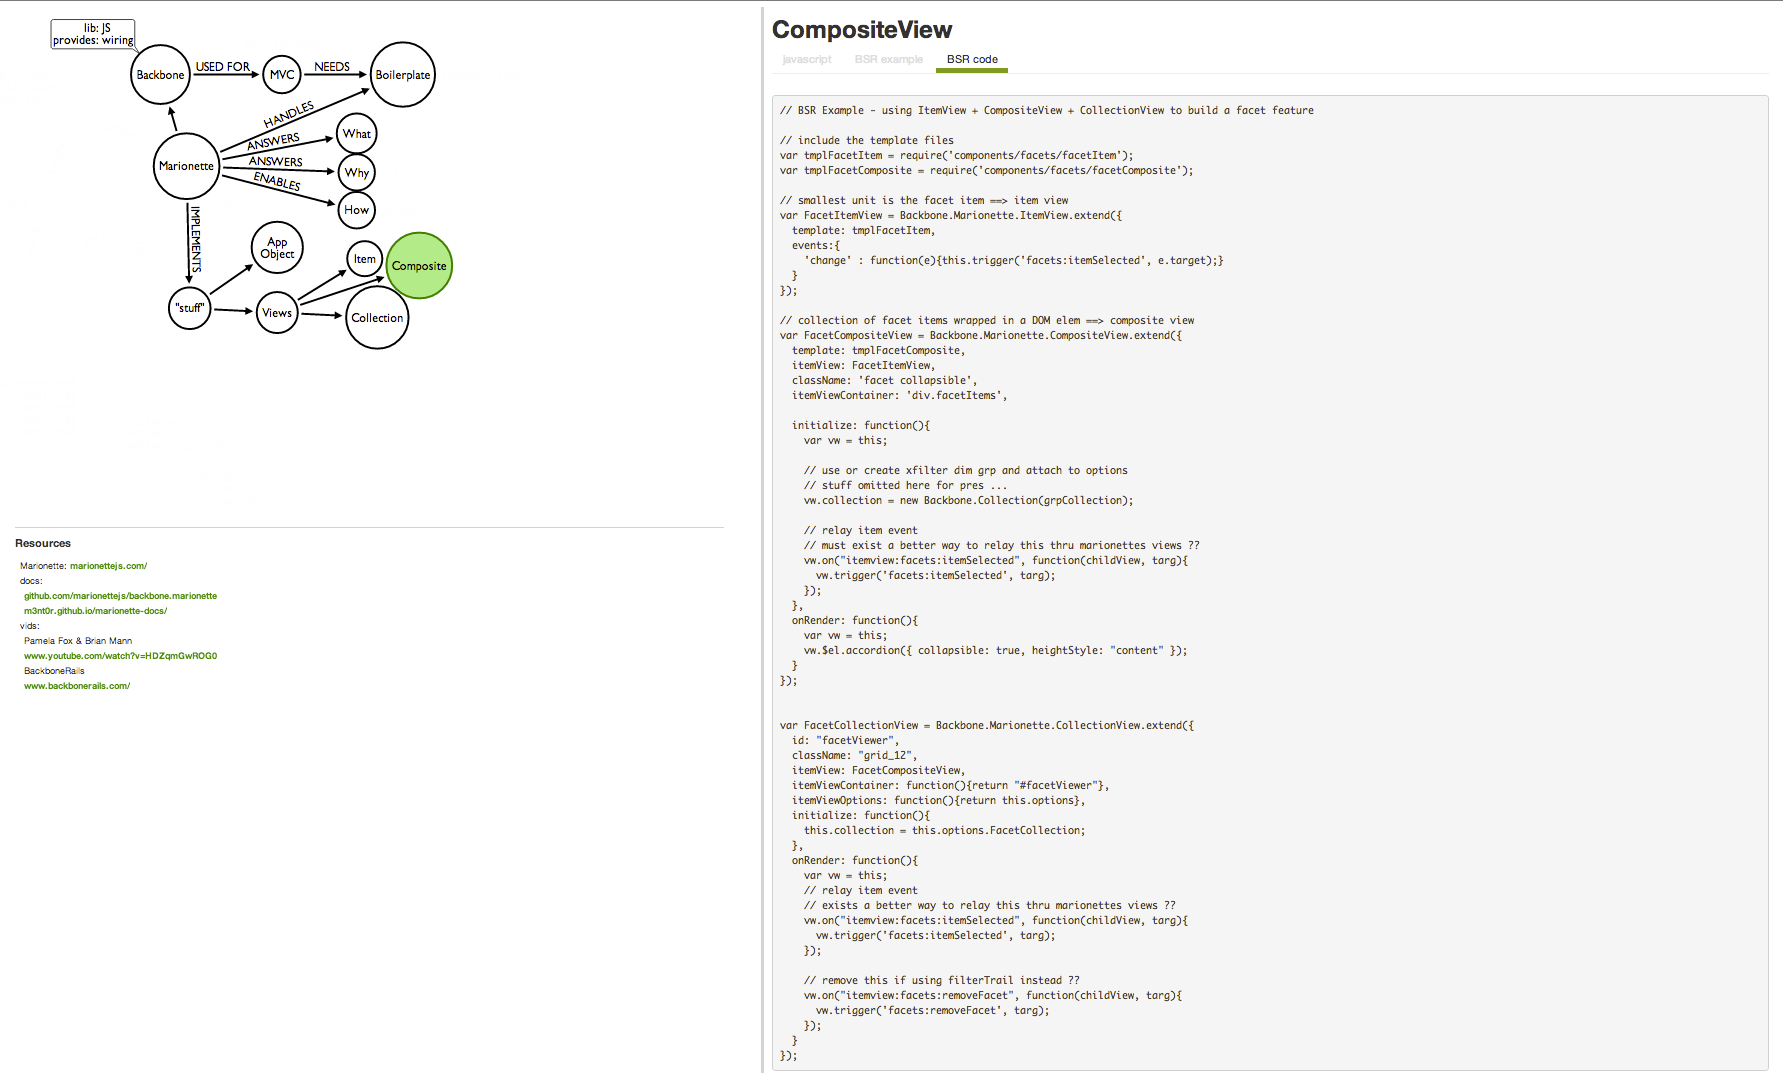 lib: JS
provides: wiring
Backbone
USED FOR
MVC
NEEDS
Boilerplate
HANDLES
What
ANSWERS
Marionette
ANSWERS
Why
ENABLES
How
IMPLEMENTS
App
Object
Item
Composite
"stuff"
Views
Collection
Resources
Marionette: marionettejs.com/
docs:
github.com/marionettejs/backbone.marionette
m3nt0r.github.io/marionette-docs/
vids:
Pamela Fox & Brian Mann
www.youtube.com/watch?v=HDZqmGwROG0
BackboneRails
www.backbonerails.com/
CompositeView
javascript BSR example BSR code
// BSR Example - using ItemView + CompositeView + CollectionView to build a facet feature
// include the template files
var tmplFacetItem = require('components/facets/facetItem');
var tmplFacetComposite = require('components/facets/facetComposite');
// smallest unit is the facet item ==> item view
var FacetItemView = Backbone.Marionette.ItemView.extend({
template: tmplFacetItem,
events:{
'change' : function(e){this.trigger('facets:itemSelected', e.target);}
}
});
// collection of facet items wrapped in a DOM elem ==> composite view
var FacetCompositeView = Backbone.Marionette.CompositeView.extend({
template: tmplFacetComposite,
itemView: FacetItemView,
className: 'facet collapsible',
itemViewContainer: 'div.facetItems',
initialize: function(){
var vw = this;
// use or create xfilter dim grp and attach to options
// stuff omitted here for pres ...
vw.collection = new Backbone.Collection(grpCollection);
// relay item event
// must exist a better way to relay this thru marionettes views ??
vw.on("itemview:facets:itemSelected", function(childView, targ){
vw.trigger('facets:itemSelected', targ);
});
},
onRender: function(){
var vw = this;
vw.$el.accordion({ collapsible: true, heightStyle: "content" });
}
});
var FacetCollectionView = Backbone.Marionette.CollectionView.extend({
id: "facetViewer",
className: "grid_12",
itemView: FacetCompositeView,
itemViewContainer: function(){return "#facetViewer"},
itemViewOptions: function(){return this.options},
initialize: function(){
this.collection = this.options.FacetCollection;
},
onRender: function(){
var vw = this;
// relay item event
// exists a better way to relay this thru marionettes views ??
vw.on("itemview:facets:itemSelected", function(childView, targ){
vw.trigger('facets:itemSelected', targ);
});
// remove this if using filterTrail instead ??
vw.on("itemview:facets:removeFacet", function(childView, targ){
vw.trigger('facets:removeFacet', targ);
});
}
});